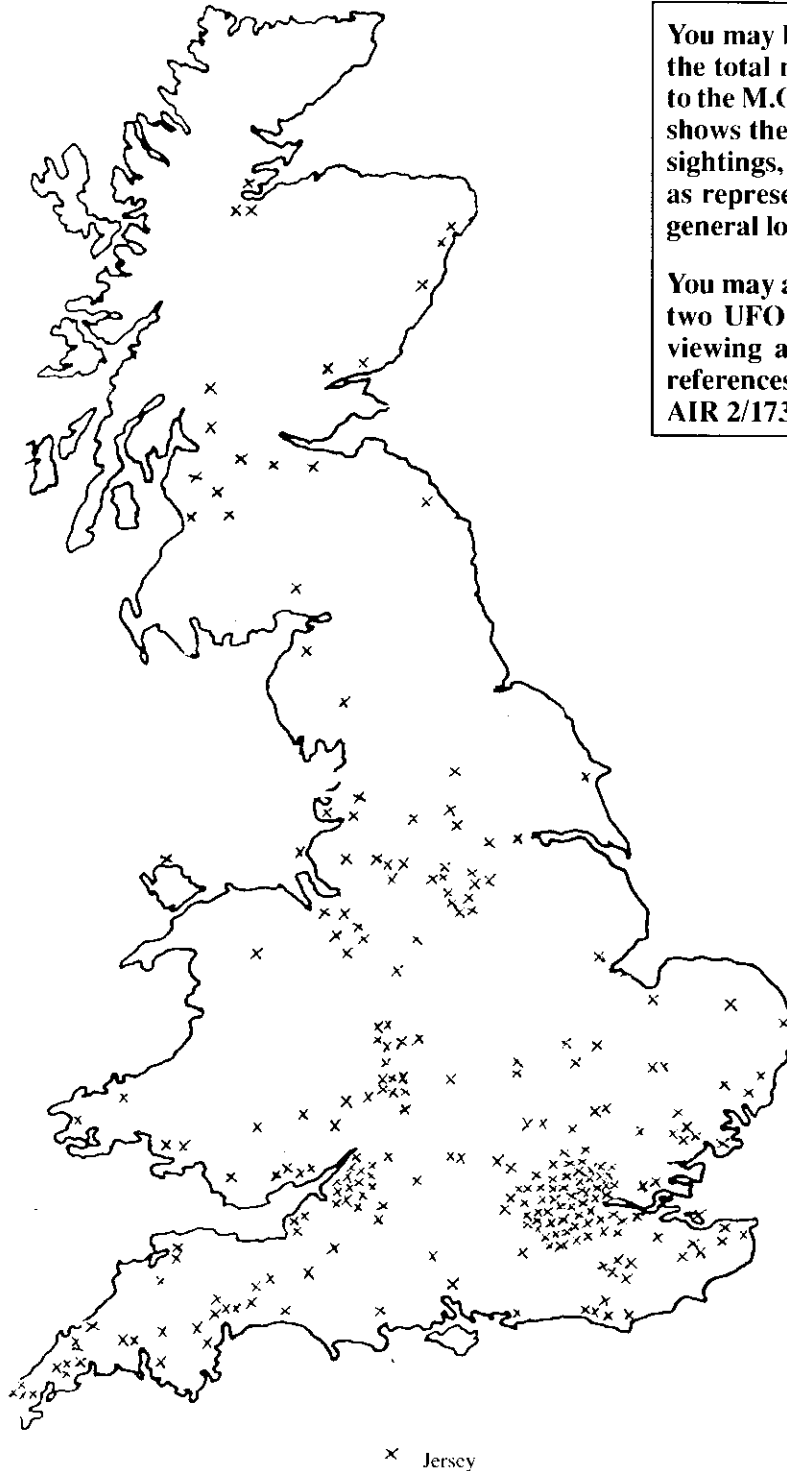 You may b
the total r
to the M.O
shows the
sightings,
as represe
general lo
You may a
two UFO
viewing a
references
AIR 2/173
Jersey